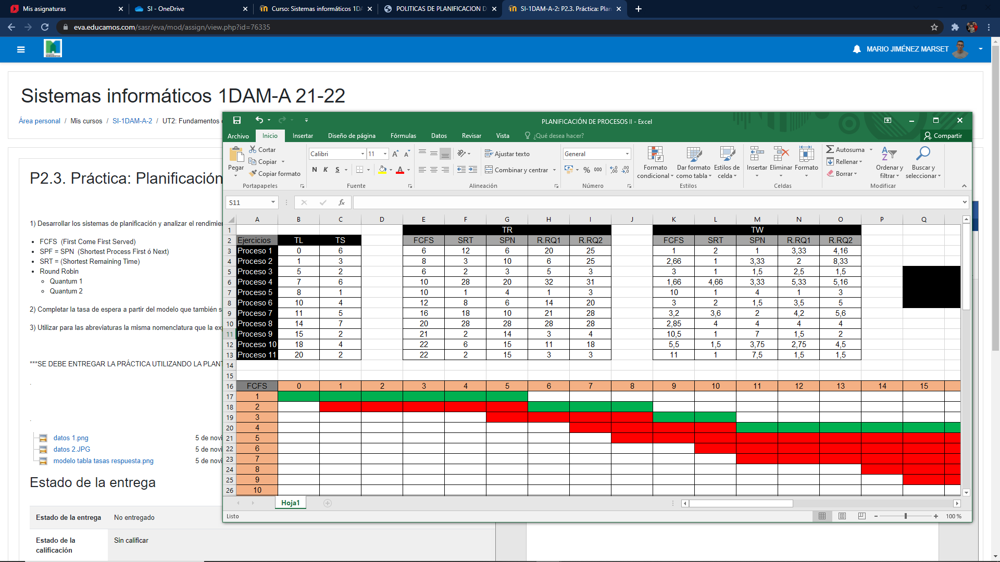 Mis asignaturas
SI - OneDrive
Curso: Sistemas informáticos 1DA
POLITICAS DE PLANIFICACION D
SI-1DAM-A-2: P2.3. Práctica: Plan
eva.educamos.com/sasr/eva/mod/assign/view.php?id=76335
MARIO JIMÉNEZ MARSET
Sistemas informáticos 1DAM-A 21-22
Área personal / Mis cursos / SI-1DAM-A-2 / UT2: Fundamentos
P2.3. Práctica: Planificación
1) Desarrollar los sistemas de planificación y analizar el rendimie
FCFS (First Come First Served)
SPF = SPN (Shortest Process First ó Next)
SRT = (Shortest Remaining Time)
Round Robin
Quantum 1
Quantum 2
2) Completar la tasa de espera a partir del modelo que también s
3) Utilizar para las abreviaturas la misma nomenclatura que la ex
***SE DEBE ENTREGAR LA PRÁCTICA UTILIZANDO LA PLANT
.
.
datos 1.png 5 de novi
datos 2.JPG 5 de novi
modelo tabla tasas respuesta.png 5 de novi
Estado de la entrega
Estado de la entrega No entregado
Estado de la calificación Sin calificar
PLANIFICACIÓN DE PROCESOS II - Excel
Archivo Inicio Insertar Diseño de página Fórmulas Datos Revisar Vista ¿Qué desea hacer? Compartir
Pegar
Cortar
Copiar
Copiar formato
Portapapeles
Calibri 11
N K S
Fuente
Ajustar texto
Combinar y centrar
Alineación
General
% 000
Número
Formato condicional
Dar formato como tabla
Estilos de celda
Estilos
Insertar Eliminar Formato
Celdas
Autosuma
Rellenar
Borrar
Ordenar y filtrar
Buscar y seleccionar
Modificar
S11 fx
A B C D E F G H I J K L M N O P Q
1 TR TW
2 Ejercicios TL TS FCFS SRT SPN R.RQ1 R.RQ2 FCFS SRT SPN R.RQ1 R.RQ2
3 Proceso 1 0 6 6 12 6 20 25 1 2 1 3,33 4,16
4 Proceso 2 1 3 8 3 10 6 25 2,66 1 3,33 2 8,33
5 Proceso 3 5 2 6 2 3 5 3 3 1 1,5 2,5 1,5
6 Proceso 4 7 6 10 28 20 32 31 1,66 4,66 3,33 5,33 5,16
7 Proceso 5 8 1 10 1 4 1 3 10 1 4 1 3
8 Proceso 6 10 4 12 8 6 14 20 3 2 1,5 3,5 5
9 Proceso 7 11 5 16 18 10 21 28 3,2 3,6 2 4,2 5,6
10 Proceso 8 14 7 20 28 28 28 28 2,85 4 4 4 4
11 Proceso 9 15 2 21 2 14 3 4 10,5 1 7 1,5 2
12 Proceso 10 18 4 22 6 15 11 18 5,5 1,5 3,75 2,75 4,5
13 Proceso 11 20 2 22 2 15 3 3 11 1 7,5 1,5 1,5
14
15
16 FCFS 0 1 2 3 4 5 6 7 8 9 10 11 12 13 14 15
17 1
18 2
19 3
20 4
21 5
22 6
23 7
24 8
25 9
26 10
Hoja1
Listo
100 %